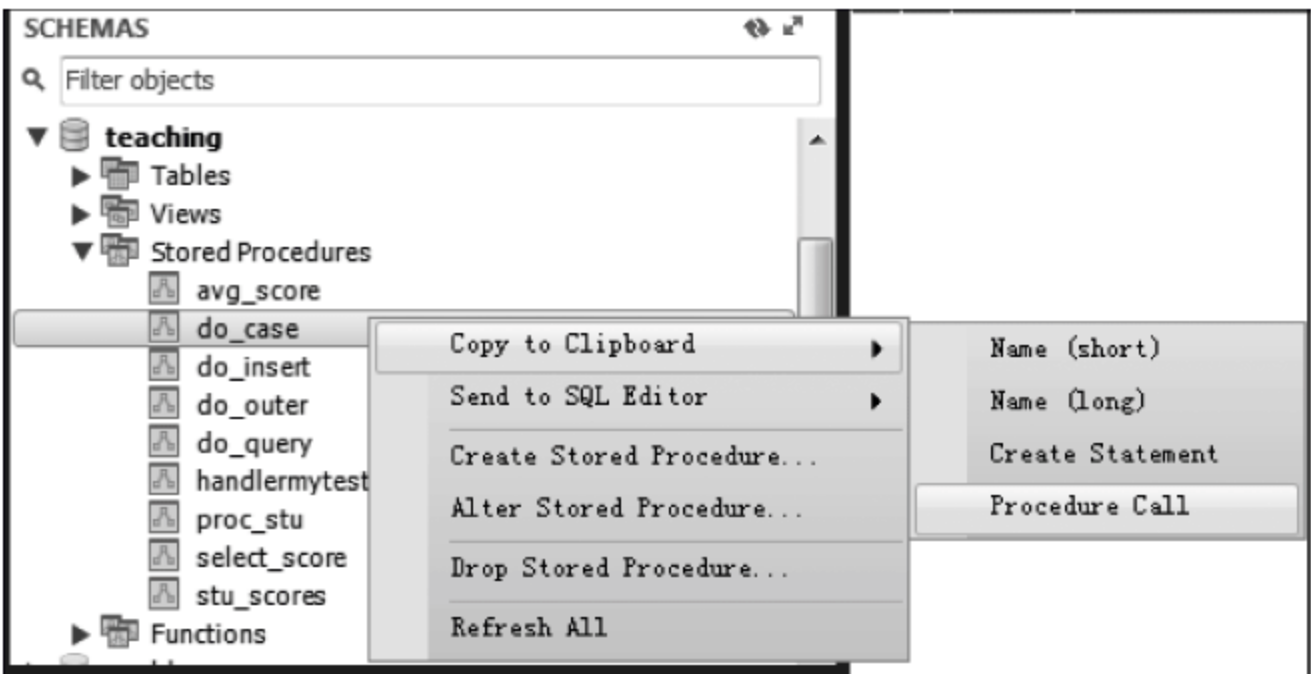 SCHEMAS
Filter objects
teaching
Tables
Views
Stored Procedures
avg_score
do_case
do_insert
do_outer
do_query
handlermytest
proc_stu
select_score
stu_scores
Functions
Copy to Clipboard
Send to SQL Editor
Create Stored Procedure...
Alter Stored Procedure...
Drop Stored Procedure...
Refresh All
Name (short)
Name (long)
Create Statement
Procedure Call